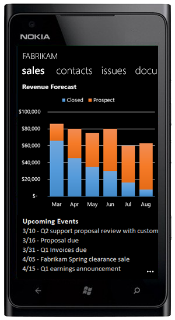 NOKIA
FABRIKAM
sales contacts issues docu
Revenue Forecast
Closed Prospect
$100,000
$80,000
$60,000
$40,000
$20,000
$-
Mar Apr May Jun Jul Aug
Upcoming Events
3/10 - Q2 support proposal review with custom
3/16 - Proposal due
3/31 - Q1 Invoices due
4/05 - Fabrikam Spring clearance sale
4/15 - Q1 earnings announcement
...